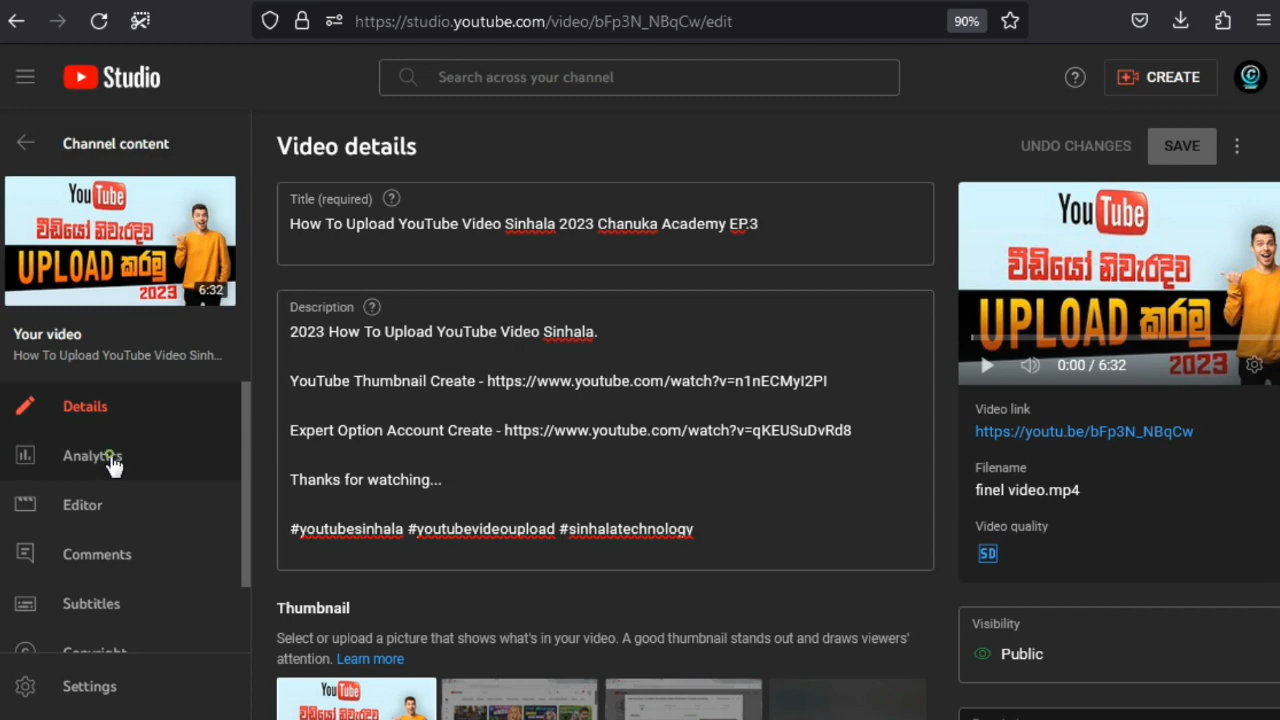 https://studio.youtube.com/video/bFp3N_NBqCw/edit
90%
Studio
Search across your channel
CREATE
Channel content
YouTube
වීඩියෝ නිවැරදිව
UPLOAD කරමු
2023
6:32
Your video
How To Upload YouTube Video Sinh...
Details
Analytics
Editor
Comments
Subtitles
Copyright
Settings
Video details
UNDO CHANGES
SAVE
Title (required)
How To Upload YouTube Video Sinhala 2023 Chanuka Academy EP.3
Description
2023 How To Upload YouTube Video Sinhala.
YouTube Thumbnail Create - https://www.youtube.com/watch?v=n1nECMyI2PI
Expert Option Account Create - https://www.youtube.com/watch?v=qKEUSuDvRd8
Thanks for watching...
#youtubesinhala #youtubevideoupload #sinhalatechnology
Thumbnail
Select or upload a picture that shows what's in your video. A good thumbnail stands out and draws viewers'
attention. Learn more
YouTube
YouTube
වීඩියෝ නිවැරදිව
UPLOAD කරමු
2023
0:00 / 6:32
Video link
https://youtu.be/bFp3N_NBqCw
Filename
finel video.mp4
Video quality
SD
Visibility
Public